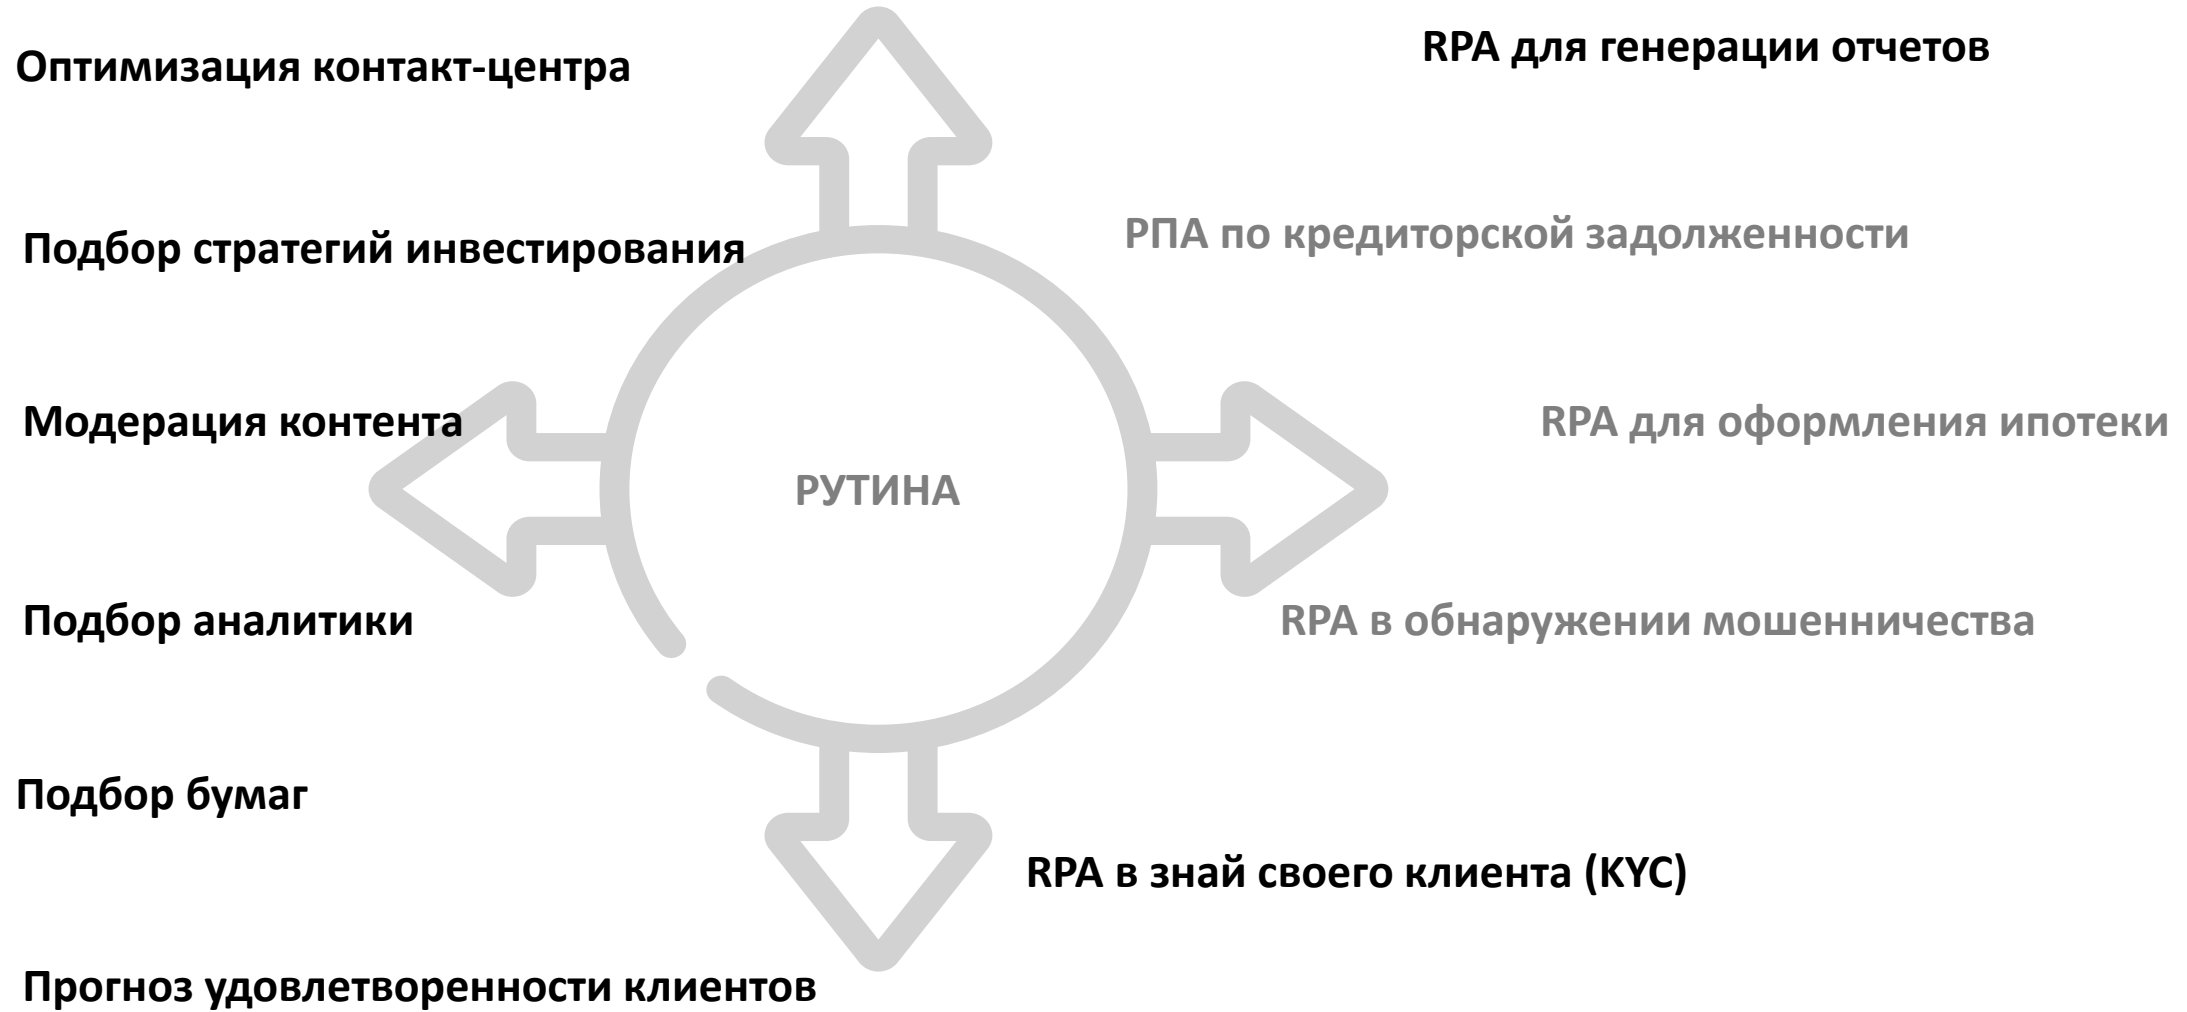 Оптимизация контакт-центра
RPA для генерации отчетов
Подбор стратегий инвестирования
РПА по кредиторской задолженности
Модерация контента
RPA для оформления ипотеки
РУТИНА
Подбор аналитики
RPA в обнаружении мошенничества
Подбор бумаг
RPA в знай своего клиента (KYC)
Прогноз удовлетворенности клиентов